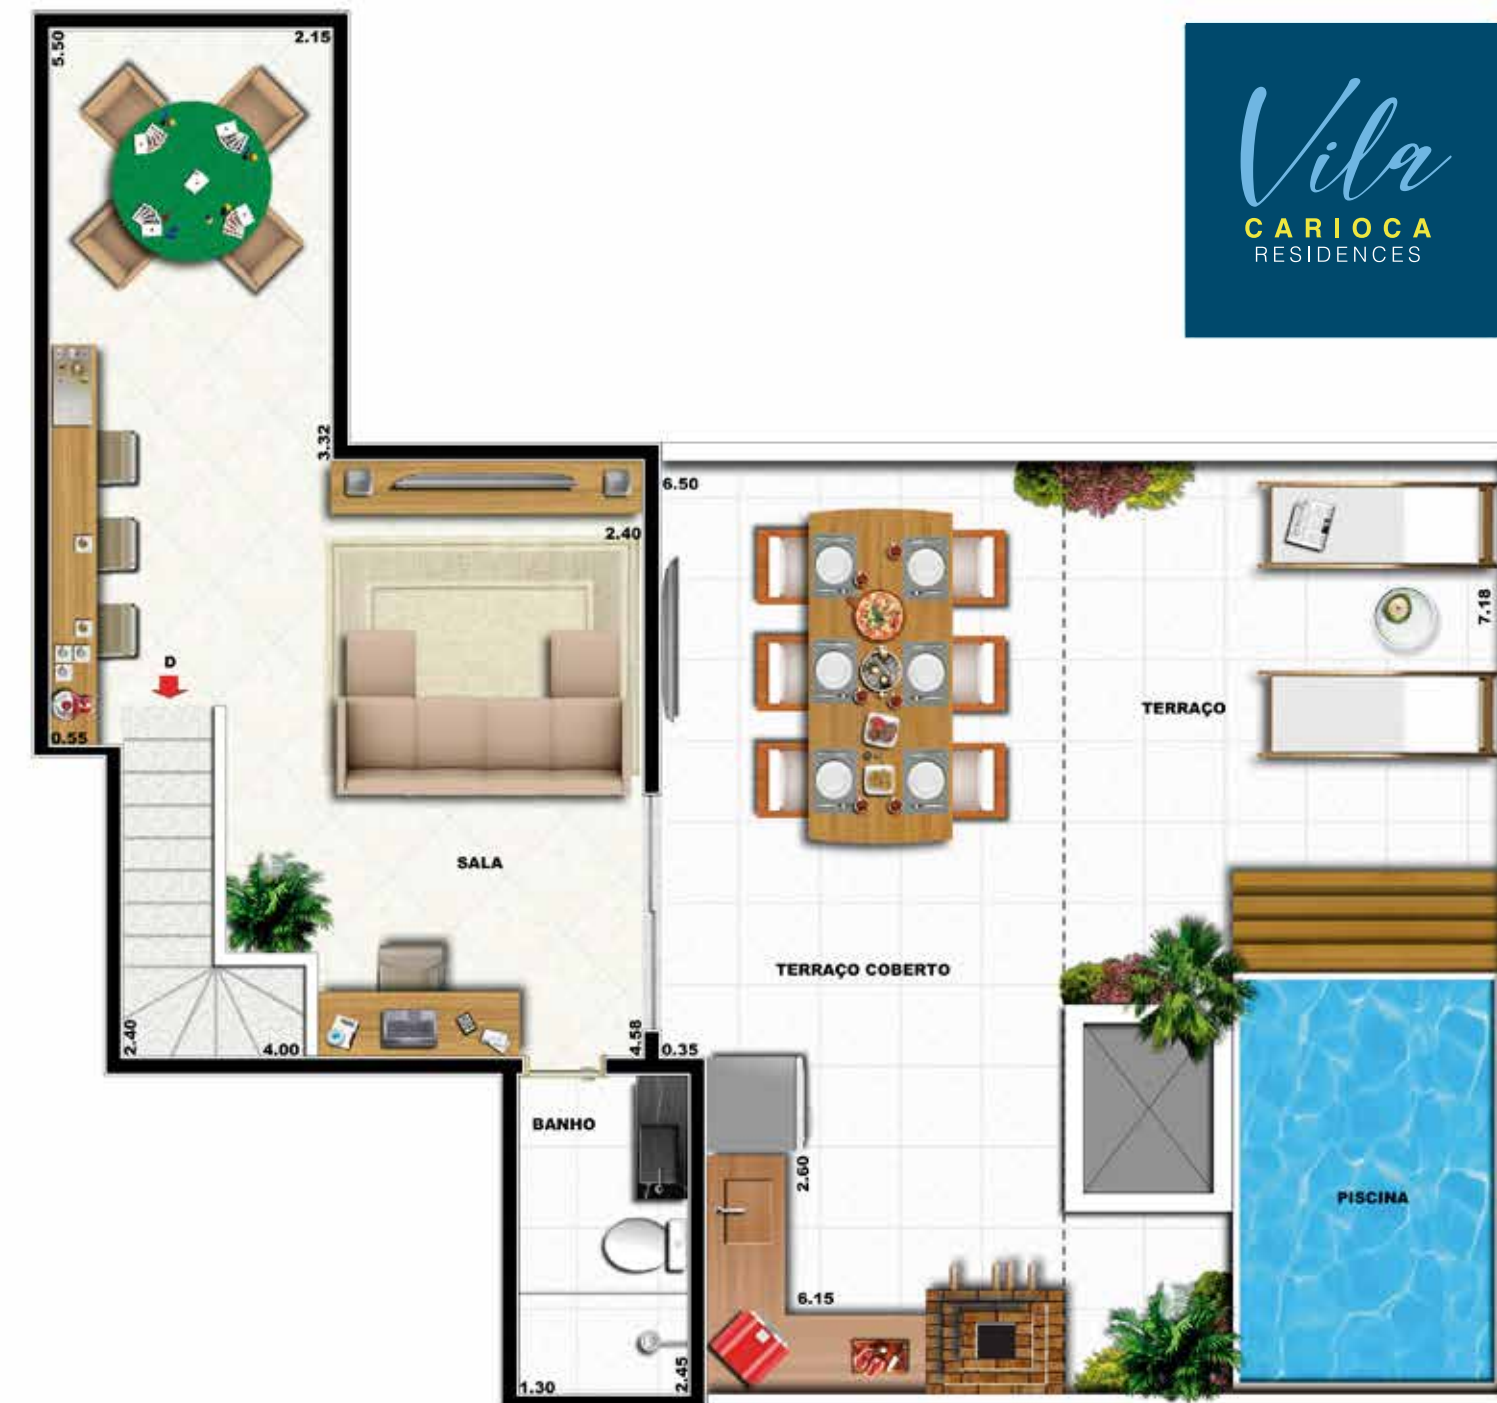 5.50
2.15
Vila
CARIOCA
RESIDENCES
3.32
6.50
2.40
7.18
D
TERRAÇO
0.55
SALA
TERRAÇO COBERTO
2.40
4.00
4.58
0.35
BANHO
2.60
PISCINA
6.15
1.30
2.45